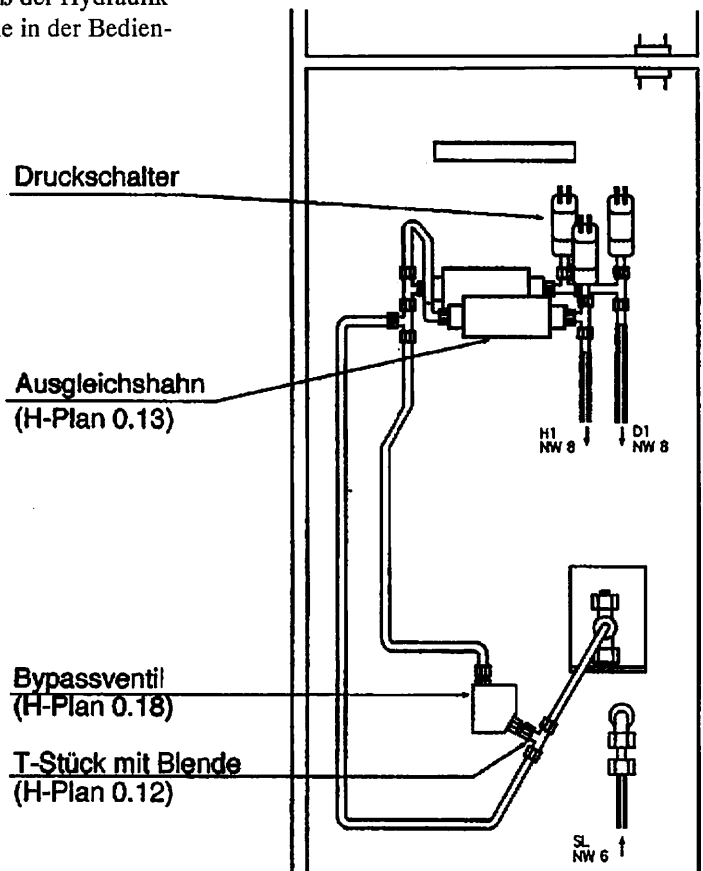 der Hydraulik
in der Bedien-
Druckschalter
Ausgleichshahn
(H-Plan 0.13)
H1
NW 8
D1
NW 8
Bypassventil
(H-Plan 0.18)
T-Stück mit Blende
(H-Plan 0.12)
SL
NW 6